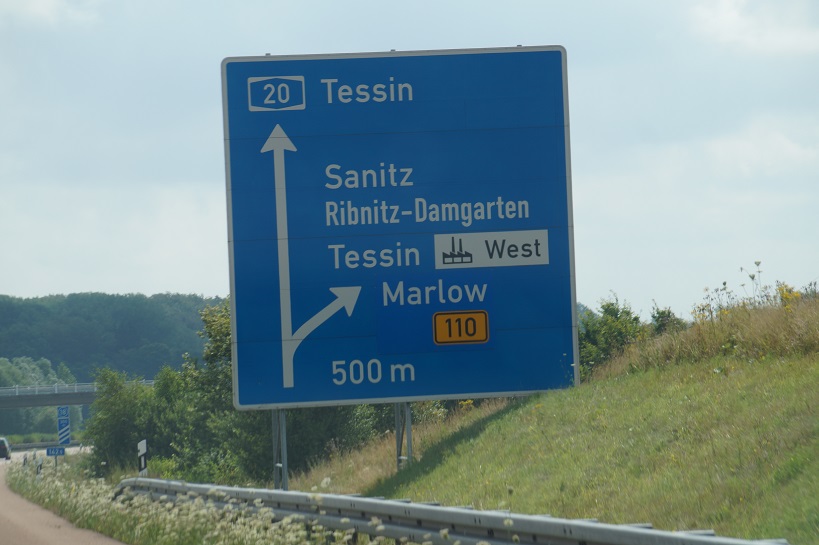 20 Tessin
Sanitz
Ribnitz-Damgarten
Tessin West
Marlow
110
500 m